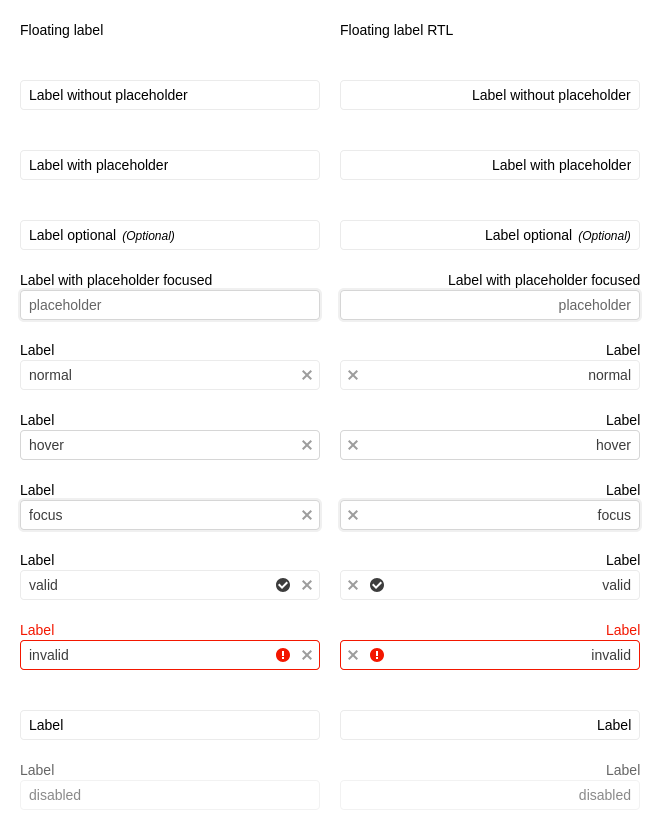 Floating label
Floating label RTL
Label without placeholder
Label without placeholder
Label with placeholder
Label with placeholder
Label optional (Optional)
Label optional (Optional)
Label with placeholder focused
Label with placeholder focused
placeholder
placeholder
Label
Label
normal
normal
Label
Label
hover
hover
Label
Label
focus
focus
Label
Label
valid
valid
Label
Label
invalid
invalid
Label
Label
Label
Label
disabled
disabled